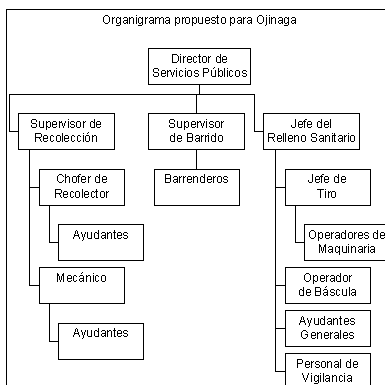 Organigrama propuesto para Ojinaga
Director de
Servicios Públicos
Supervisor de
Recolección
Supervisor
de Barrido
Jefe del
Relleno Sanitario
Chofer de
Recolector
Barrenderos
Jefe de
Tiro
Ayudantes
Operadores de
Maquinaria
Mecánico
Operador
de Báscula
Ayudantes
Ayudantes
Generales
Personal de
Vigilancia